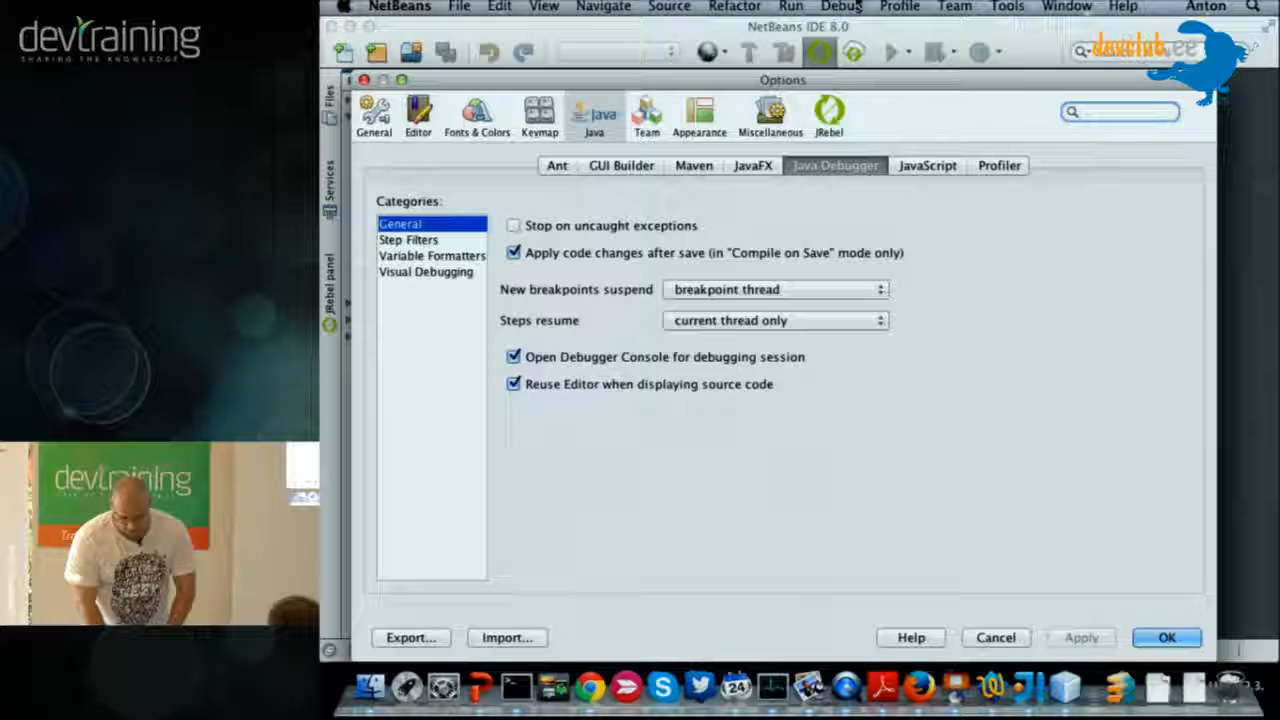 devtraining
SHARING THE KNOWLEDGE
NetBeans File Edit View Navigate Source Refactor Run Debug Profile Team Tools Window Help Anton
NetBeans IDE 8.0
devclub.ee
Options
General Editor Fonts & Colors Keymap Java Team Appearance Miscellaneous JRebel
Java
Files
Services
JRebel panel
Ant GUI Builder Maven JavaFX Java Debugger JavaScript Profiler
Categories:
General
Step Filters
Variable Formatters
Visual Debugging
Stop on uncaught exceptions
Apply code changes after save (in "Compile on Save" mode only)
New breakpoints suspend breakpoint thread
Steps resume current thread only
Open Debugger Console for debugging session
Reuse Editor when displaying source code
devtraining
Export... Import... Help Cancel Apply OK
24